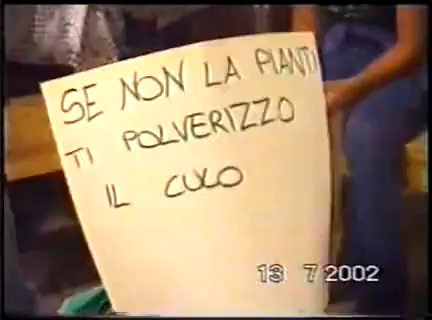 SE NON LA PIANTI
TI POLVERIZZO
IL CULO
13 7 2002